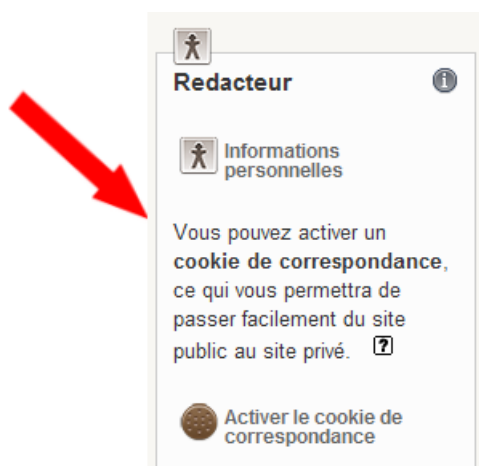 Redacteur
Informations
personnelles
Vous pouvez activer un
cookie de correspondance,
ce qui vous permettra de
passer facilement du site
public au site privé. ?
Activer le cookie de
correspondance